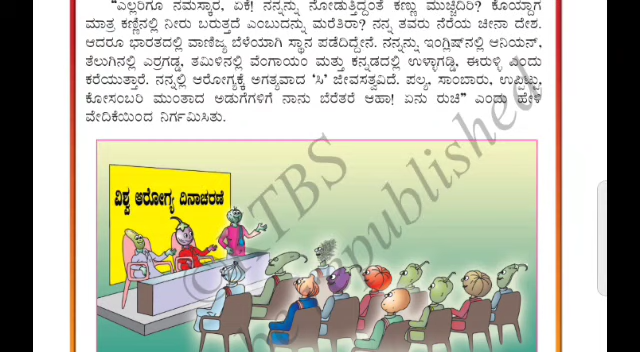 “ಎಲ್ಲರಿಗೂ ನಮಸ್ಕಾರ, ಏಕೆ! ನನ್ನನ್ನು ನೋಡುತ್ತಿದ್ದಂತೆ ಕಣ್ಣು ಮುಚ್ಚಿದಿರಿ? ಕೊಯ್ದಾಗ
ಮಾತ್ರ ಕಣ್ಣಿನಲ್ಲಿ ನೀರು ಬರುತ್ತದೆ ಎಂಬುದನ್ನು ಮರೆತಿರಾ? ನನ್ನ ತವರು ನೆರೆಯ ಚೀನಾ ದೇಶ.
ಆದರೂ ಭಾರತದಲ್ಲಿ ವಾಣಿಜ್ಯ ಬೆಳೆಯಾಗಿ ಸ್ಥಾನ ಪಡೆದಿದ್ದೇನೆ. ನನ್ನನ್ನು ಇಂಗ್ಲಿಷ್‌ನಲ್ಲಿ ಆನಿಯನ್,
ತೆಲುಗಿನಲ್ಲಿ ಎರ್ರಗಡ್ಡ, ತಮಿಳಿನಲ್ಲಿ ವೆಂಗಾಯಂ ಮತ್ತು ಕನ್ನಡದಲ್ಲಿ ಉಳ್ಳಾಗಡ್ಡಿ, ಈರುಳ್ಳಿ ಎಂದು
ಕರೆಯುತ್ತಾರೆ. ನನ್ನಲ್ಲಿ ಆರೋಗ್ಯಕ್ಕೆ ಅಗತ್ಯವಾದ ‘ಸಿ’ ಜೀವಸತ್ವವಿದೆ. ಪಲ್ಯ, ಸಾಂಬಾರು, ಉಪ್ಪಿಟ್ಟು,
ಕೋಸಂಬರಿ ಮುಂತಾದ ಅಡುಗೆಗಳಿಗೆ ನಾನು ಬೆರೆತರೆ ಆಹಾ! ಏನು ರುಚಿ” ಎಂದು ಹೇಳಿ
ವೇದಿಕೆಯಿಂದ ನಿರ್ಗಮಿಸಿತು.
ವಿಶ್ವ ಆರೋಗ್ಯ ದಿನಾಚರಣೆ
©KTBS
republished